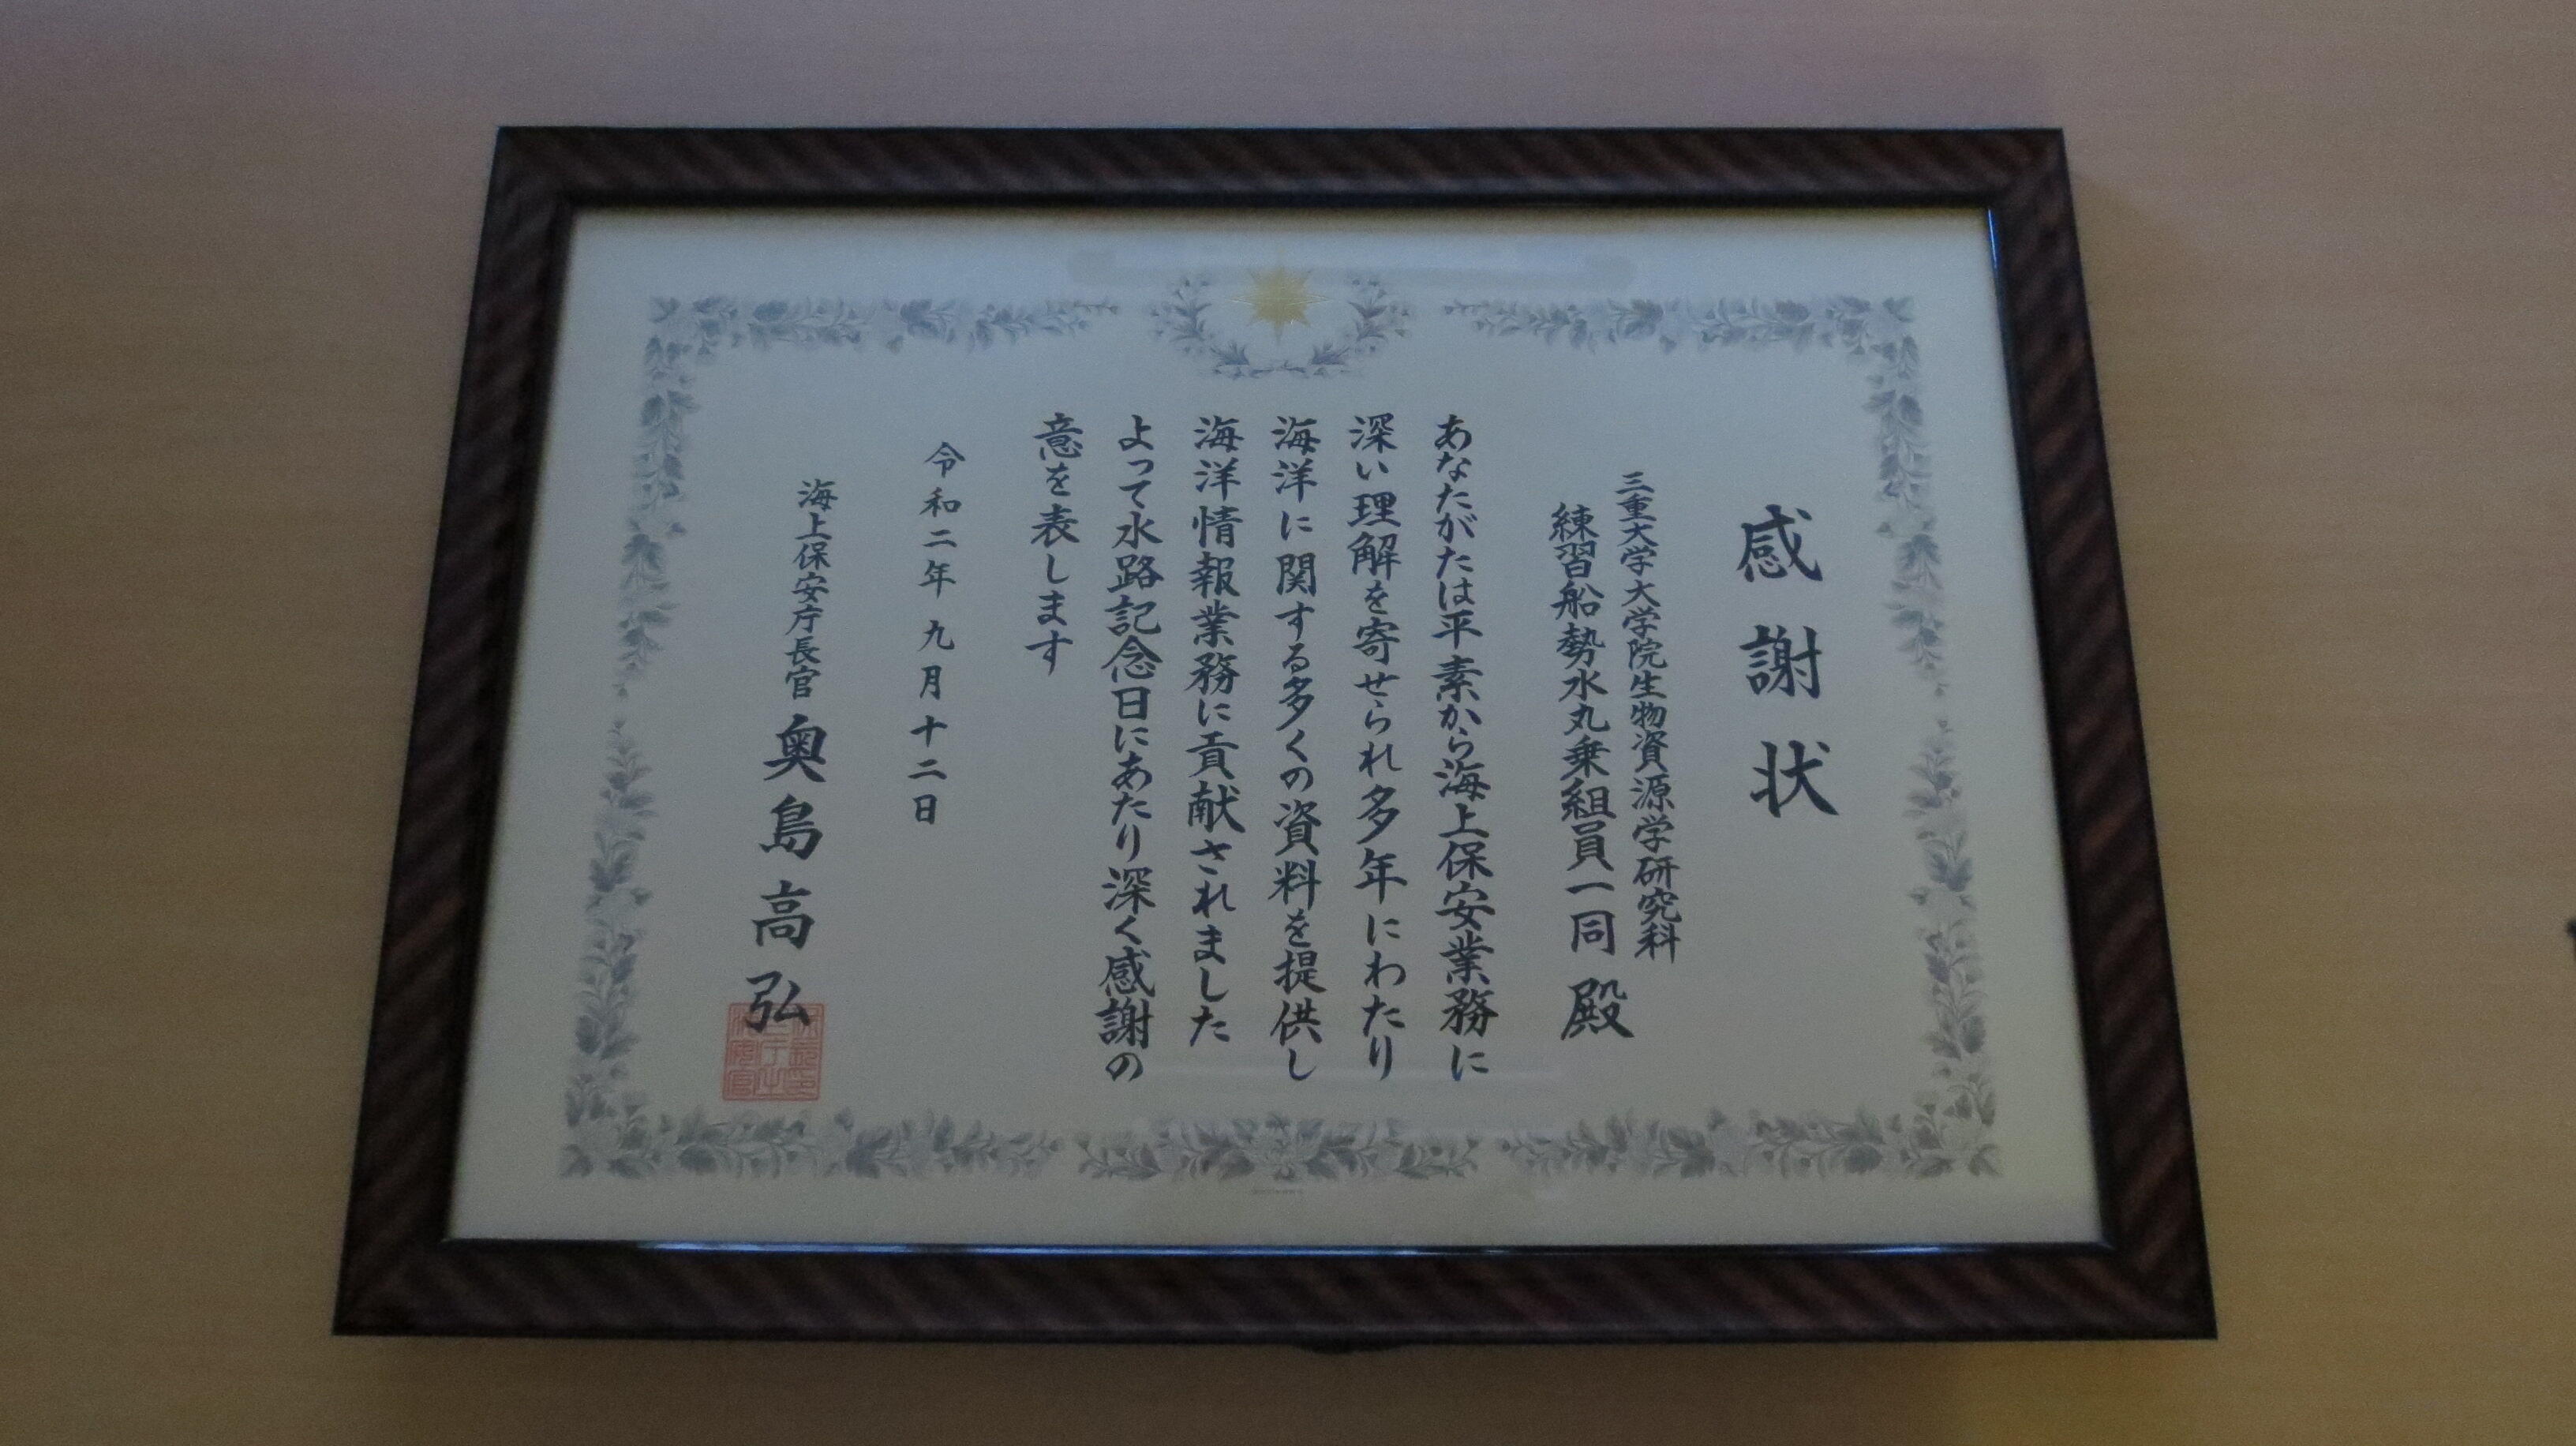 感謝状
三重大学大学院生物資源学研究科
練習船勢水丸乗組員一同 殿
あなたがたは平素から海上保安業務に
深い理解を寄せられ多年にわたり
海洋に関する多くの資料を提供し
海洋情報業務に貢献されました
よって水路記念日にあたり深く感謝の
意を表します
令和二年九月十二日
海上保安庁長官 奥島高弘